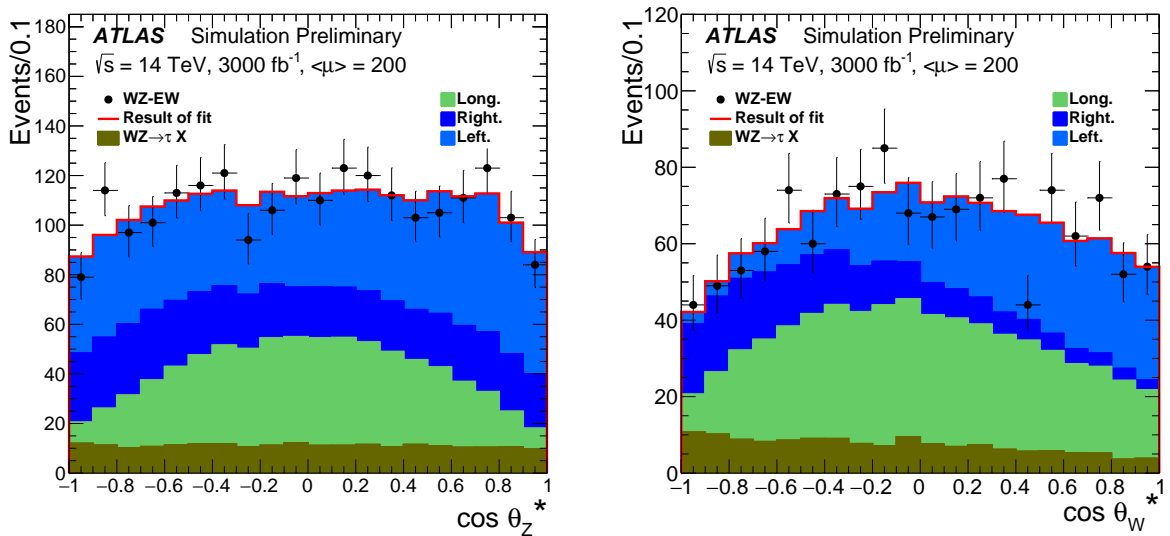 ATLAS Simulation Preliminary
√s = 14 TeV, 3000 fb⁻¹, <μ> = 200
WZ-EW
Result of fit
WZ→τ X
Long.
Right.
Left.
Events/0.1
180
160
140
120
100
80
60
40
20
0
−1 −0.8 −0.6 −0.4 −0.2 0 0.2 0.4 0.6 0.8 1
cos θ_Z*
ATLAS Simulation Preliminary
√s = 14 TeV, 3000 fb⁻¹, <μ> = 200
WZ-EW
Result of fit
WZ→τ X
Long.
Right.
Left.
Events/0.1
120
100
80
60
40
20
0
−1 −0.8 −0.6 −0.4 −0.2 0 0.2 0.4 0.6 0.8 1
cos θ_W*